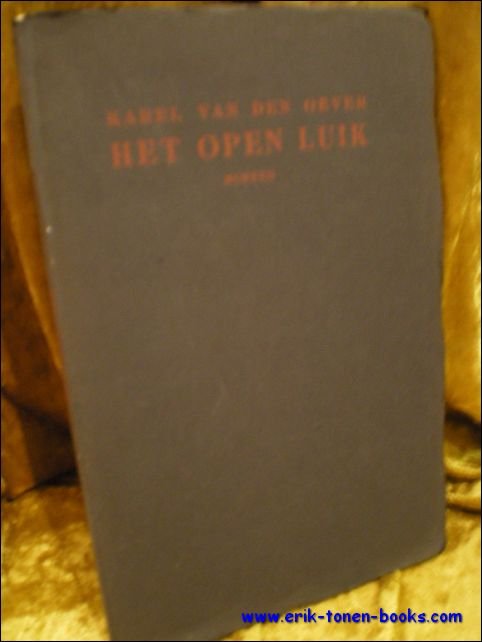 KAREL VAN DEN OEVER
HET OPEN LUIK
www.erik-tonen-books.com